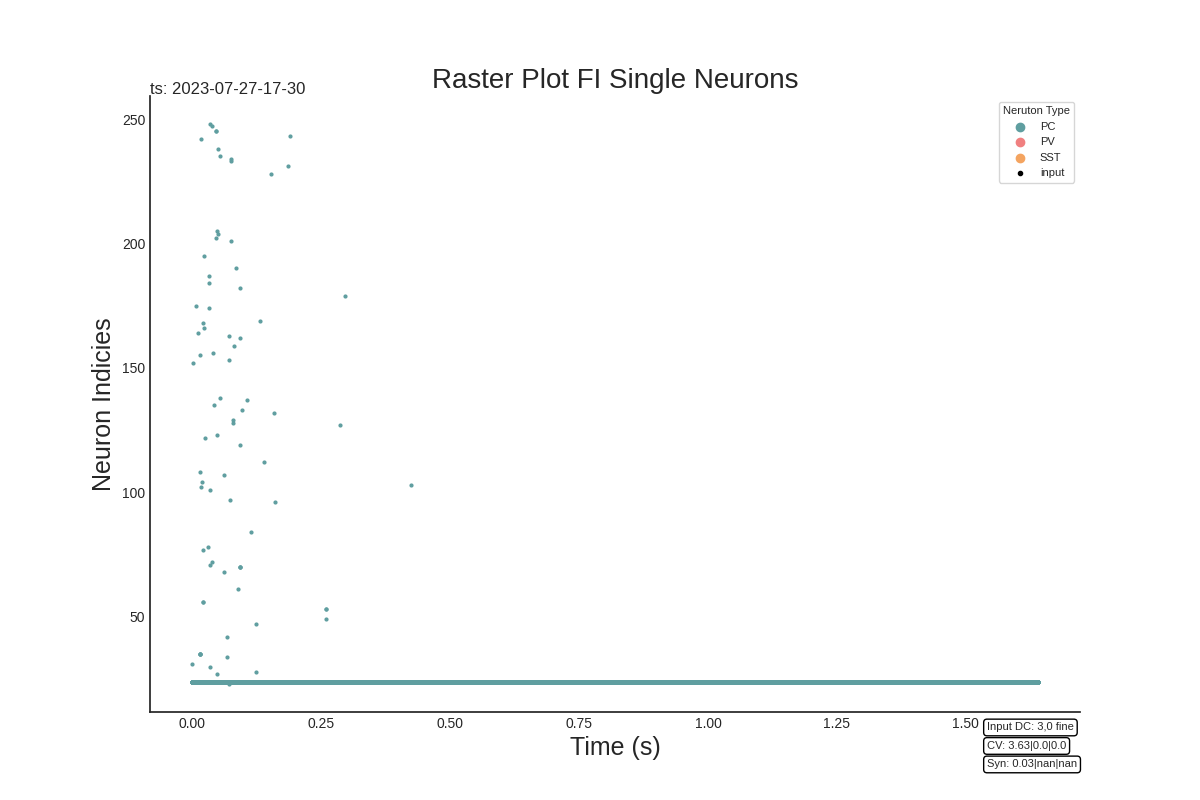 Raster Plot FI Single Neurons
ts: 2023-07-27-17-30
Neruton Type
PC
PV
SST
input
Neuron Indicies
250
200
150
100
50
0.00 0.25 0.50 0.75 1.00 1.25 1.50
Time (s)
Input DC: 3,0 fine
CV: 3.63|0.0|0.0
Syn: 0.03|nan|nan